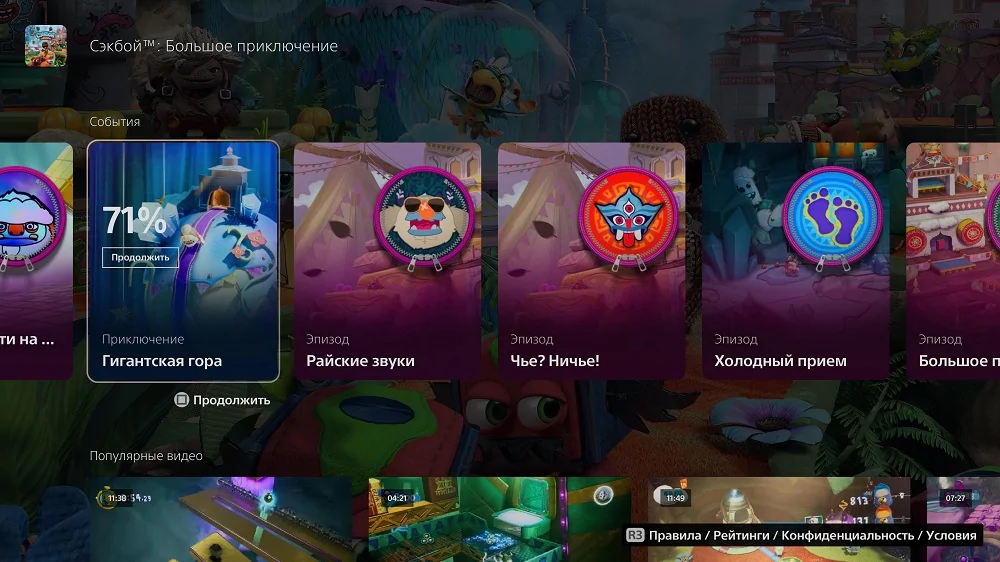 Сэкбой™: Большое приключение
События
71%
Продолжить
ти на ...
Приключение
Гигантская гора
Эпизод
Райские звуки
Эпизод
Чье? Ничье!
Эпизод
Холодный прием
Эпизод
Большое п
Продолжить
Популярные видео
11:38
04:21
11:49
813
131
07:27
R3 Правила / Рейтинги / Конфиденциальность / Условия